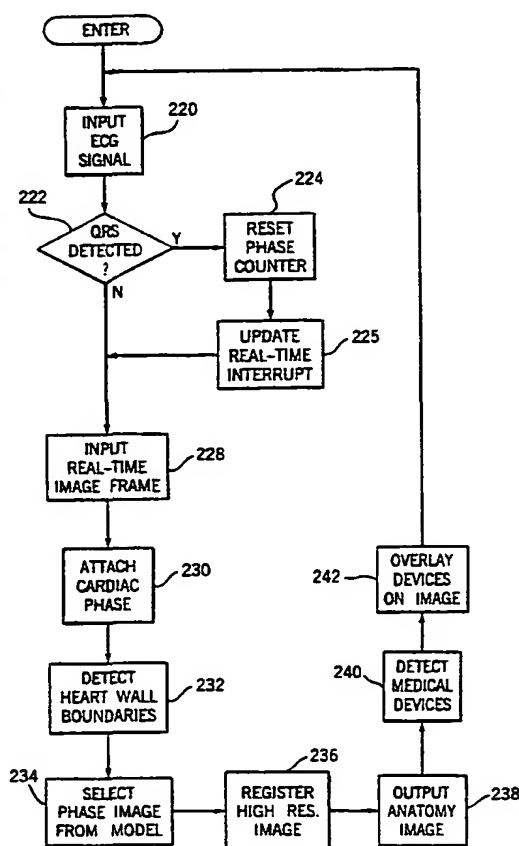 ENTER
INPUT
ECG
SIGNAL
220
222
QRS
DETECTED
?
Y
N
224
RESET
PHASE
COUNTER
UPDATE
REAL-TIME
INTERRUPT
225
INPUT
REAL-TIME
IMAGE FRAME
228
ATTACH
CARDIAC
PHASE
230
DETECT
HEART WALL
BOUNDARIES
232
234
SELECT
PHASE IMAGE
FROM MODEL
236
REGISTER
HIGH RES.
IMAGE
OUTPUT
ANATOMY
IMAGE
238
240
DETECT
MEDICAL
DEVICES
242
OVERLAY
DEVICES
ON IMAGE